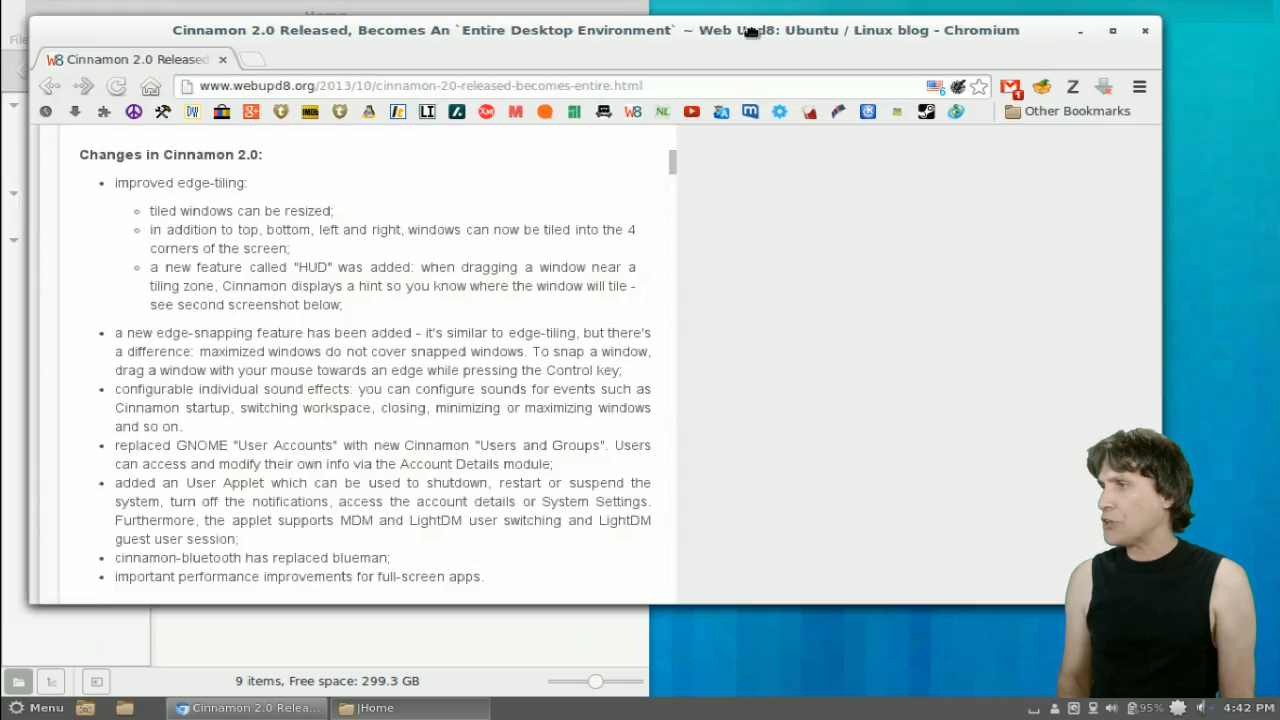 Cinnamon 2.0 Released, Becomes An `Entire Desktop Environment` ~ Web Upd8: Ubuntu / Linux blog - Chromium
W8 Cinnamon 2.0 Released
www.webupd8.org/2013/10/cinnamon-20-released-becomes-entire.html
Other Bookmarks
Changes in Cinnamon 2.0:
improved edge-tiling:
tiled windows can be resized;
in addition to top, bottom, left and right, windows can now be tiled into the 4
corners of the screen;
a new feature called "HUD" was added: when dragging a window near a
tiling zone, Cinnamon displays a hint so you know where the window will tile -
see second screenshot below;
a new edge-snapping feature has been added - it's similar to edge-tiling, but there's
a difference: maximized windows do not cover snapped windows. To snap a window,
drag a window with your mouse towards an edge while pressing the Control key;
configurable individual sound effects: you can configure sounds for events such as
Cinnamon startup, switching workspace, closing, minimizing or maximizing windows
and so on.
replaced GNOME "User Accounts" with new Cinnamon "Users and Groups". Users
can access and modify their own info via the Account Details module;
added an User Applet which can be used to shutdown, restart or suspend the
system, turn off the notifications, access the account details or System Settings.
Furthermore, the applet supports MDM and LightDM user switching and LightDM
guest user session;
cinnamon-bluetooth has replaced blueman;
important performance improvements for full-screen apps.
9 items, Free space: 299.3 GB
Menu
Cinnamon 2.0 Relea...
|Home
95%
4:42 PM